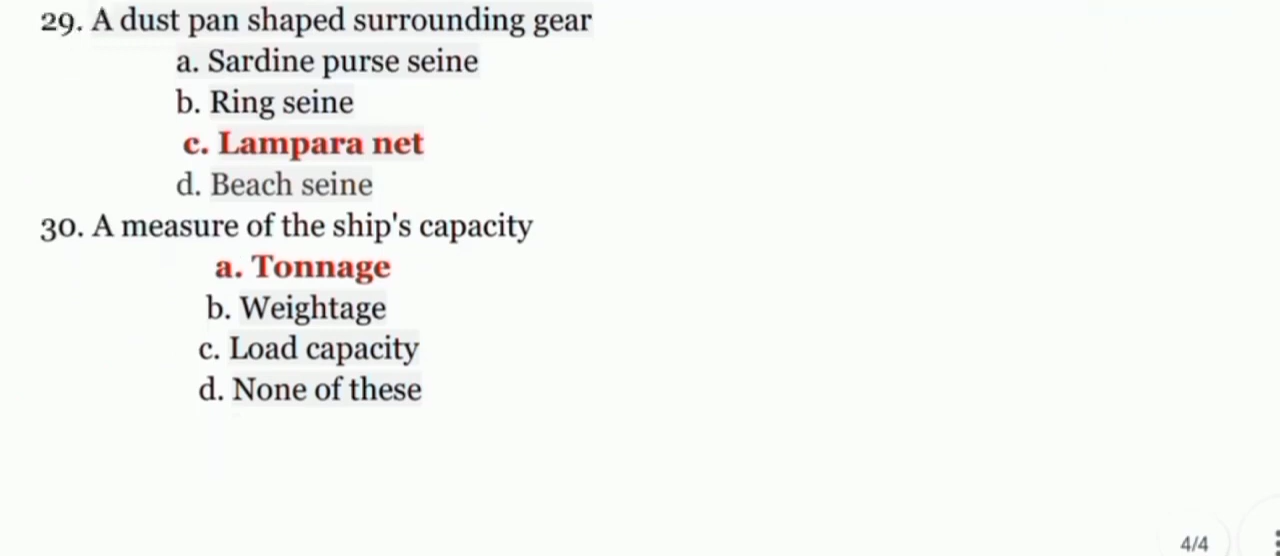 29. A dust pan shaped surrounding gear
a. Sardine purse seine
b. Ring seine
c. Lampara net
d. Beach seine
30. A measure of the ship's capacity
a. Tonnage
b. Weightage
c. Load capacity
d. None of these
4/4